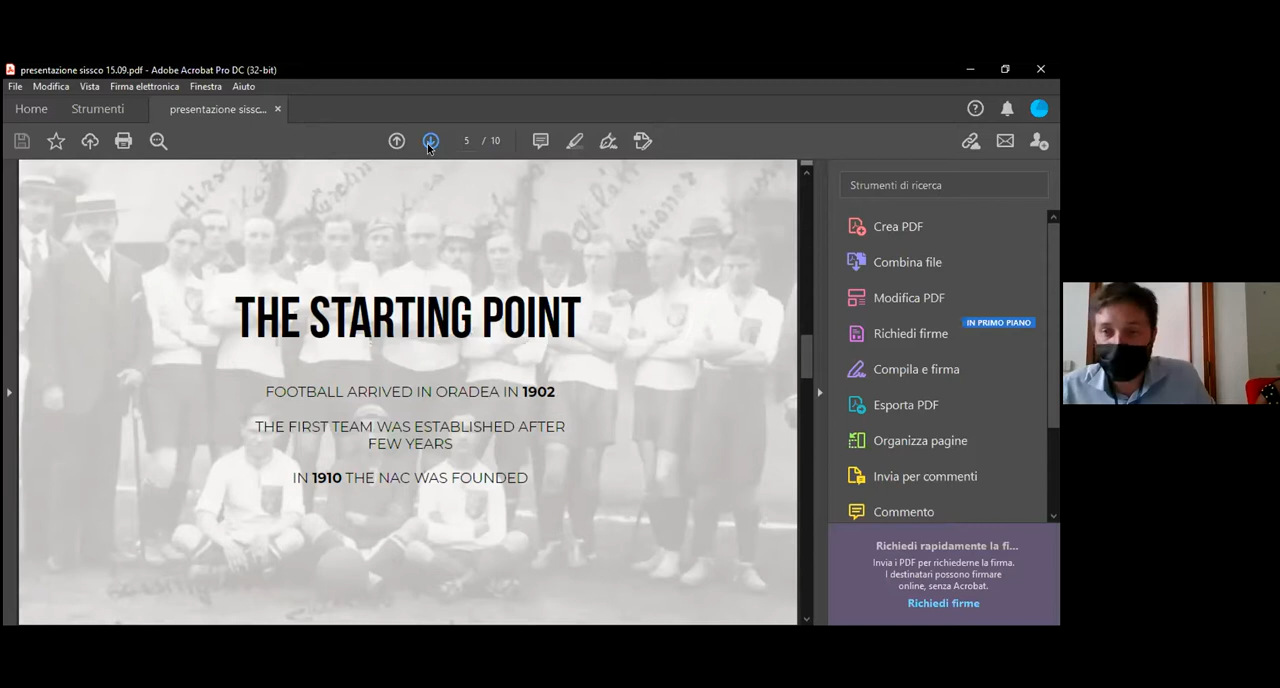 presentazione sissco 15.09.pdf - Adobe Acrobat Pro DC (32-bit)
File Modifica Vista Firma elettronica Finestra Aiuto
Home Strumenti presentazione sissc... ×
5 / 10
THE STARTING POINT
FOOTBALL ARRIVED IN ORADEA IN 1902
THE FIRST TEAM WAS ESTABLISHED AFTER
FEW YEARS
IN 1910 THE NAC WAS FOUNDED
Strumenti di ricerca
Crea PDF
Combina file
Modifica PDF
IN PRIMO PIANO
Richiedi firme
Compila e firma
Esporta PDF
Organizza pagine
Invia per commenti
Commento
Richiedi rapidamente la fi...
Invia i PDF per richiederne la firma.
I destinatari possono firmare
online, senza Acrobat.
Richiedi firme